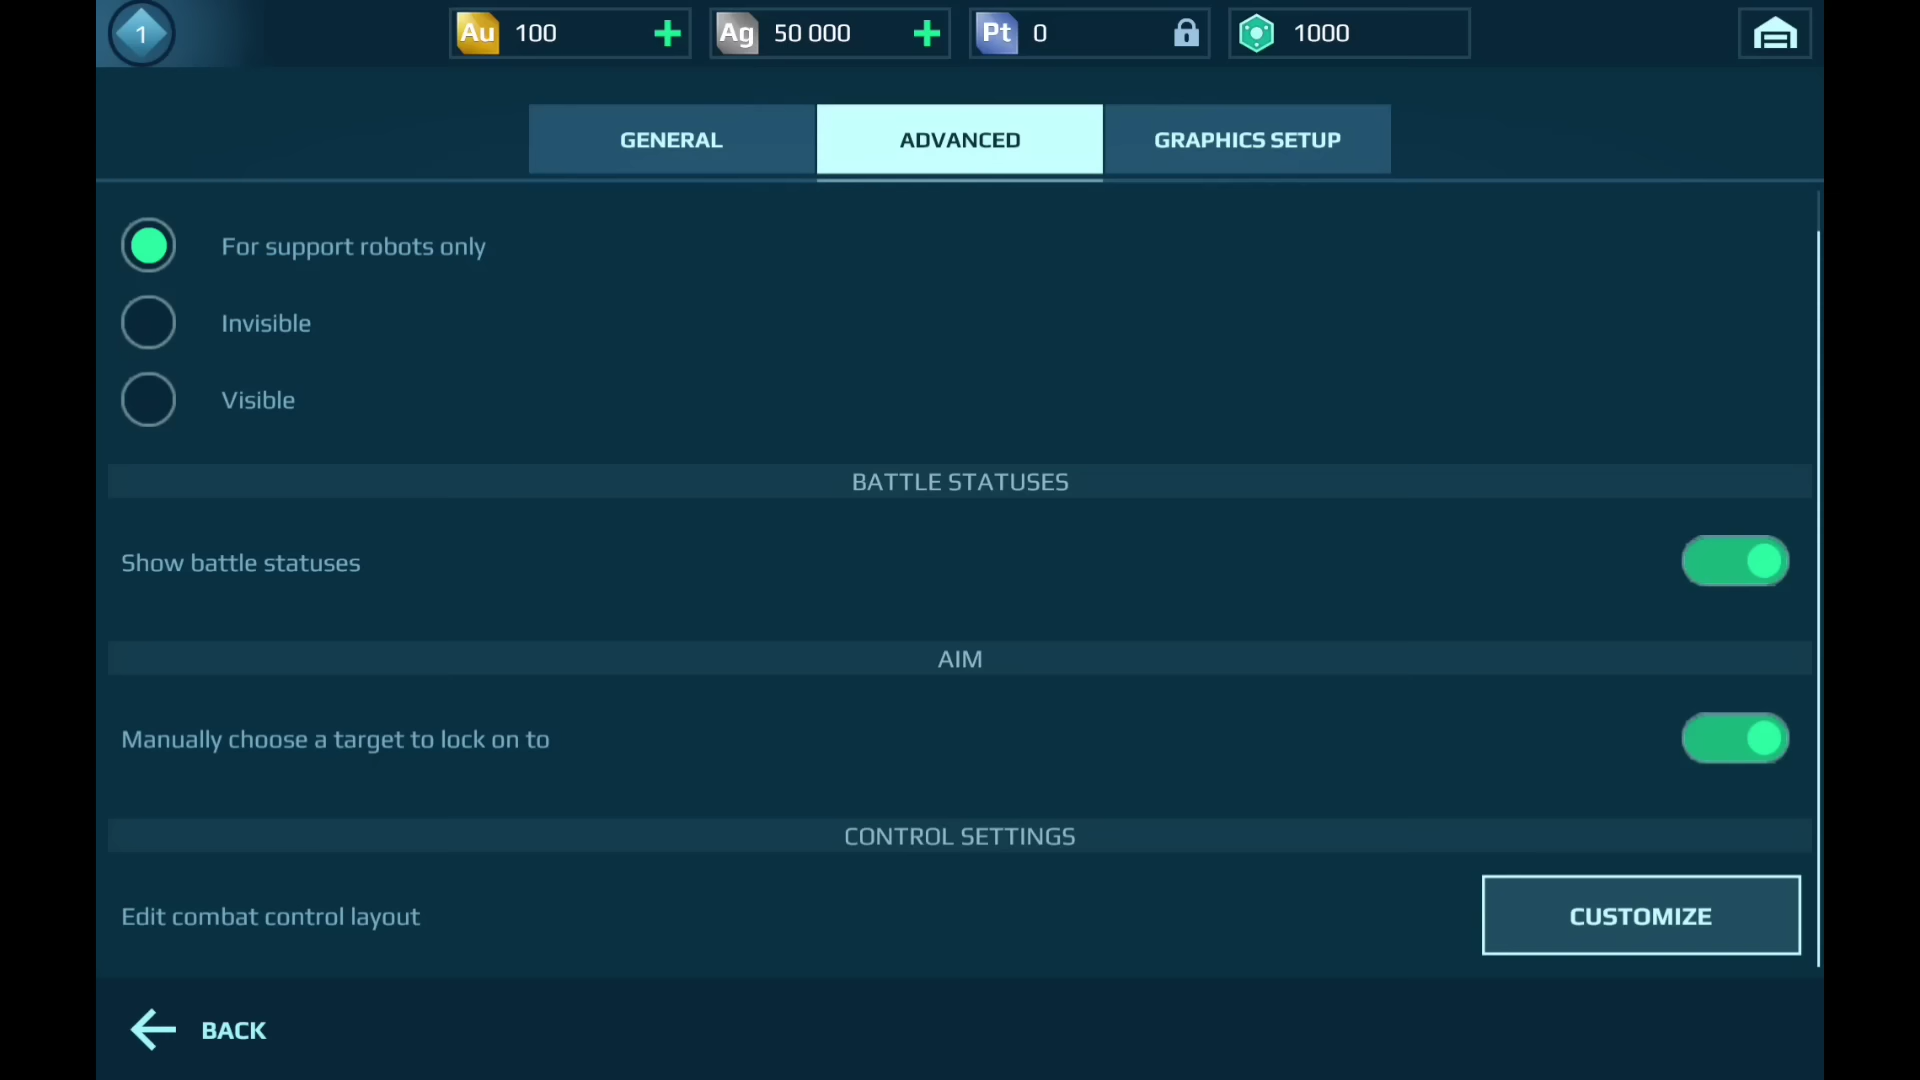 1
Au 100
Ag 50 000
Pt 0
1000
GENERAL
ADVANCED
GRAPHICS SETUP
For support robots only
Invisible
Visible
BATTLE STATUSES
Show battle statuses
AIM
Manually choose a target to lock on to
CONTROL SETTINGS
Edit combat control layout
CUSTOMIZE
BACK